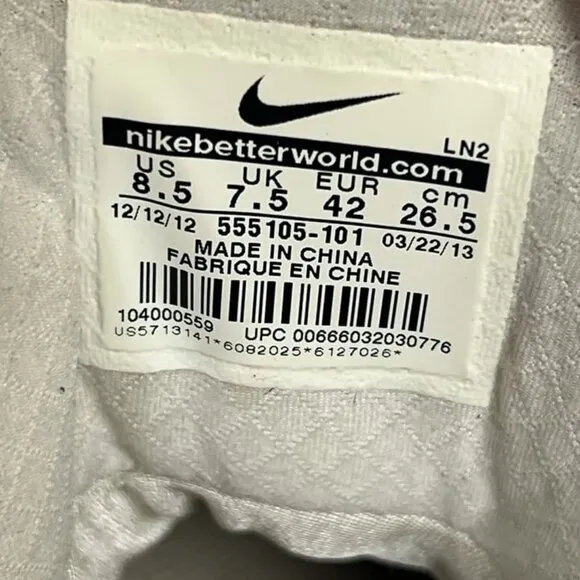 LN2
nikebetterworld.com
US UK EUR cm
8.5 7.5 42 26.5
12/12/12 555105-101 03/22/13
MADE IN CHINA
FABRIQUE EN CHINE
104000559 UPC 00666032030776
US5713141*6082025*6127026*